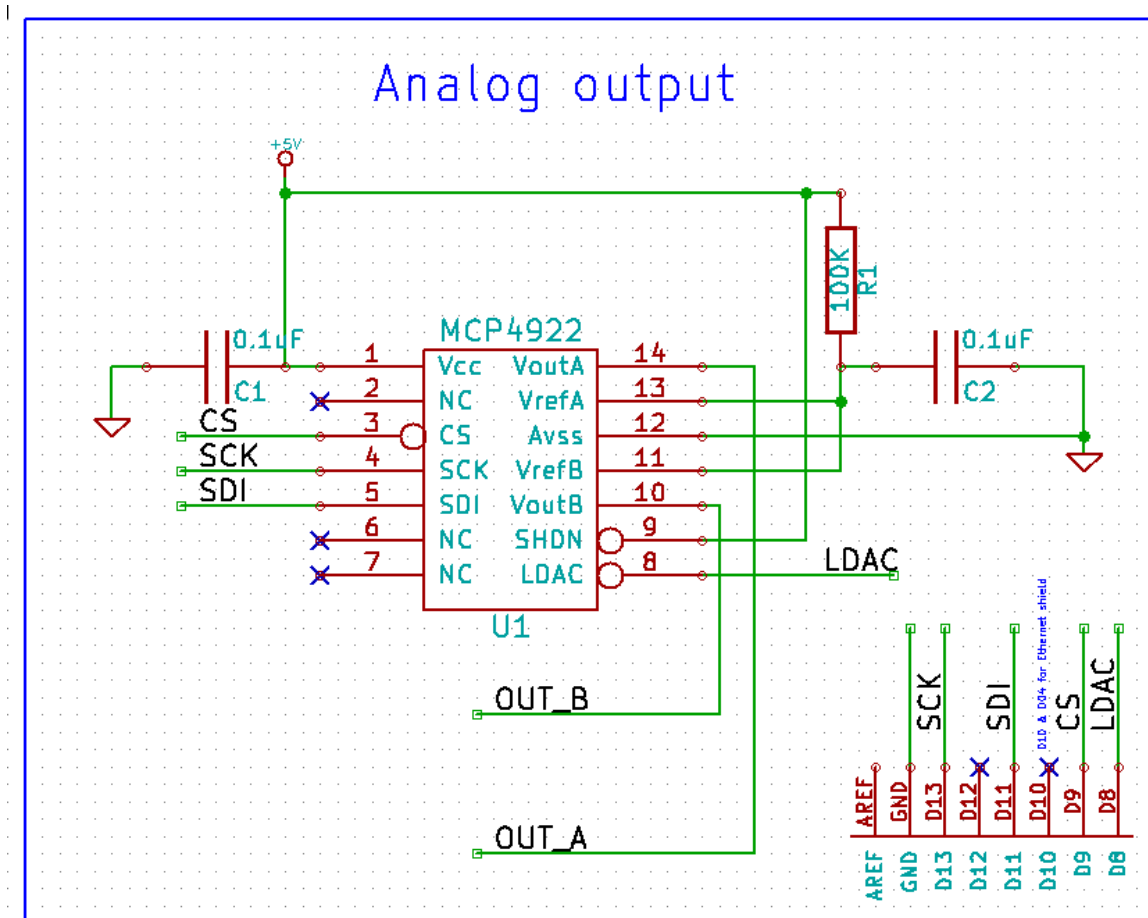 Analog output
+5V
100K
R1
0.1uF
C1
MCP4922
0.1uF
C2
1 Vcc VoutA 14
2 NC VrefA 13
CS 3 CS Avss 12
SCK 4 SCK VrefB 11
SDI 5 SDI VoutB 10
6 NC SHDN 9
7 NC LDAC 8 LDAC
U1
OUT_B
OUT_A
SCK
SDI
D10 & D04 for Ethernet shield
CS
LDAC
AREF GND D13 D12 D11 D10 D9 D8
AREF GND D13 D12 D11 D10 D9 D8